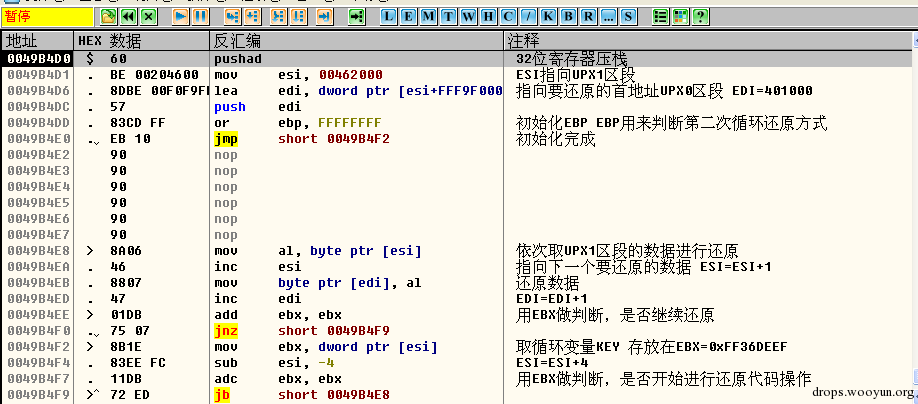 暂停 L E M T W H C / K B R ... S ?
地址 HEX 数据 反汇编 注释
0049B4D0 $ 60 pushad 32位寄存器压栈
0049B4D1 . BE 00204600 mov esi, 00462000 ESI指向UPX1区段
0049B4D6 . 8DBE 00F0F9F lea edi, dword ptr [esi+FFF9F000 指向要还原的首地址UPX0区段 EDI=401000
0049B4DC . 57 push edi
0049B4DD . 83CD FF or ebp, FFFFFFFF 初始化EBP EBP用来判断第二次循环还原方式
0049B4E0 . EB 10 jmp short 0049B4F2 初始化完成
0049B4E2 90 nop
0049B4E3 90 nop
0049B4E4 90 nop
0049B4E5 90 nop
0049B4E6 90 nop
0049B4E7 90 nop
0049B4E8 > 8A06 mov al, byte ptr [esi] 依次取UPX1区段的数据进行还原
0049B4EA . 46 inc esi 指向下一个要还原的数据 ESI=ESI+1
0049B4EB . 8807 mov byte ptr [edi], al 还原数据
0049B4ED . 47 inc edi EDI=EDI+1
0049B4EE > 01DB add ebx, ebx 用EBX做判断，是否继续还原
0049B4F0 . 75 07 jnz short 0049B4F9
0049B4F2 > 8B1E mov ebx, dword ptr [esi] 取循环变量KEY 存放在EBX=0xFF36DEEF
0049B4F4 . 83EE FC sub esi, -4 ESI=ESI+4
0049B4F7 . 11DB adc ebx, ebx 用EBX做判断，是否开始进行还原代码操作
0049B4F9 > 72 ED jb short 0049B4E8
drops.wooyun.org